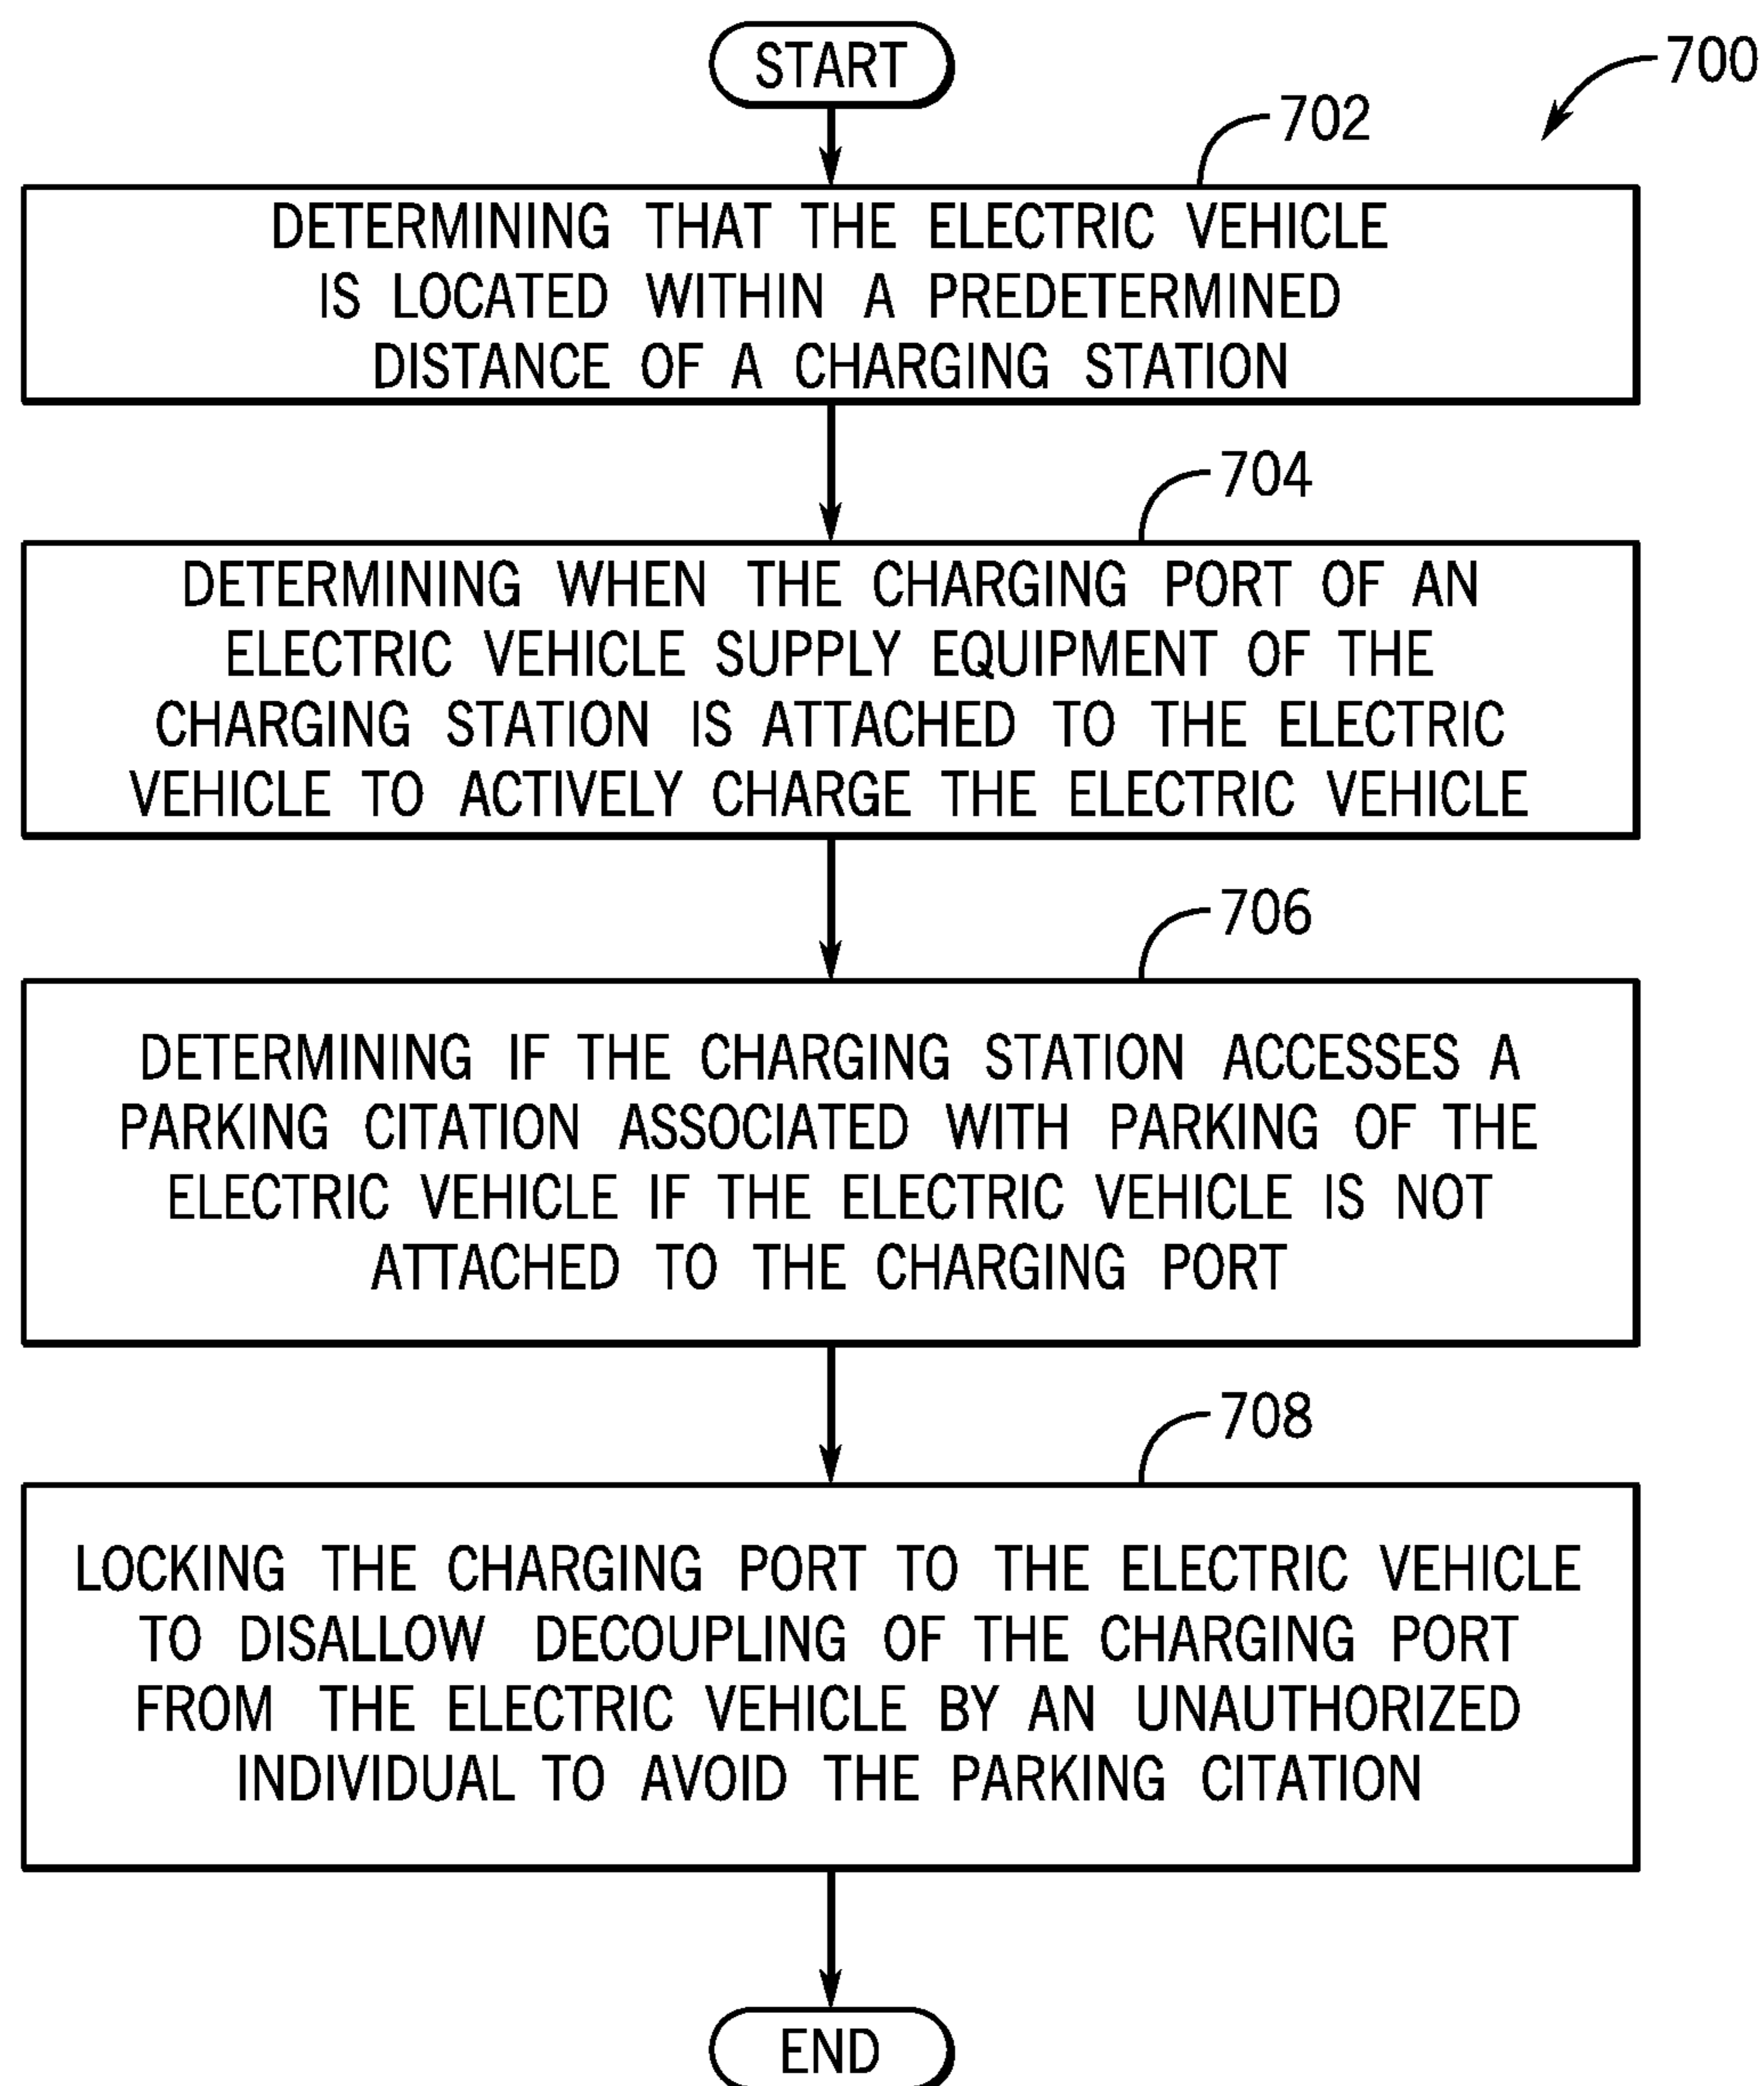 START
700
702
DETERMINING THAT THE ELECTRIC VEHICLE
IS LOCATED WITHIN A PREDETERMINED
DISTANCE OF A CHARGING STATION
704
DETERMINING WHEN THE CHARGING PORT OF AN
ELECTRIC VEHICLE SUPPLY EQUIPMENT OF THE
CHARGING STATION IS ATTACHED TO THE ELECTRIC
VEHICLE TO ACTIVELY CHARGE THE ELECTRIC VEHICLE
706
DETERMINING IF THE CHARGING STATION ACCESSES A
PARKING CITATION ASSOCIATED WITH PARKING OF THE
ELECTRIC VEHICLE IF THE ELECTRIC VEHICLE IS NOT
ATTACHED TO THE CHARGING PORT
708
LOCKING THE CHARGING PORT TO THE ELECTRIC VEHICLE
TO DISALLOW DECOUPLING OF THE CHARGING PORT
FROM THE ELECTRIC VEHICLE BY AN UNAUTHORIZED
INDIVIDUAL TO AVOID THE PARKING CITATION
END